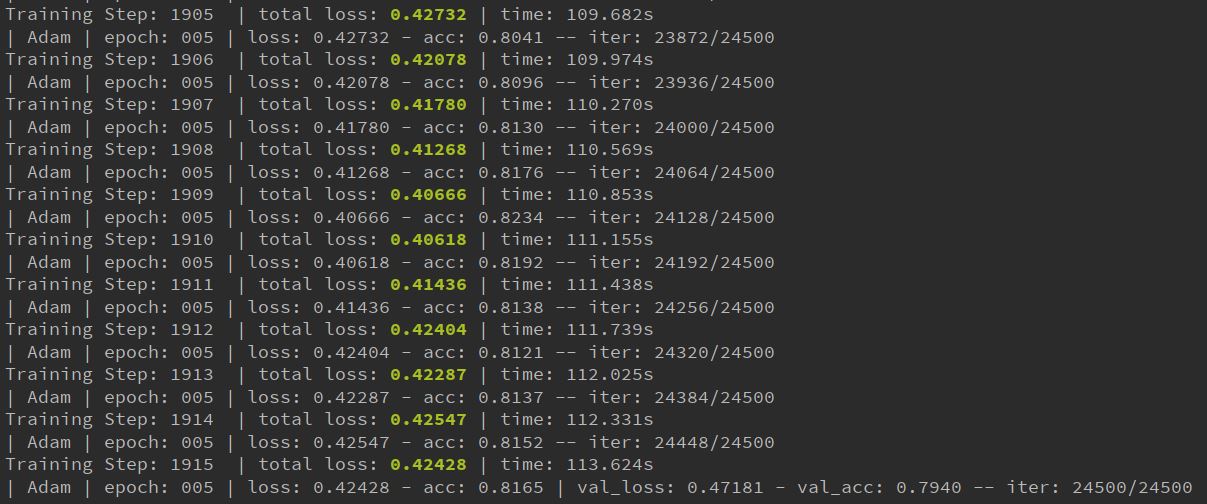 Training Step: 1905  | total loss: 0.42732 | time: 109.682s
| Adam | epoch: 005 | loss: 0.42732 - acc: 0.8041 -- iter: 23872/24500
Training Step: 1906  | total loss: 0.42078 | time: 109.974s
| Adam | epoch: 005 | loss: 0.42078 - acc: 0.8096 -- iter: 23936/24500
Training Step: 1907  | total loss: 0.41780 | time: 110.270s
| Adam | epoch: 005 | loss: 0.41780 - acc: 0.8130 -- iter: 24000/24500
Training Step: 1908  | total loss: 0.41268 | time: 110.569s
| Adam | epoch: 005 | loss: 0.41268 - acc: 0.8176 -- iter: 24064/24500
Training Step: 1909  | total loss: 0.40666 | time: 110.853s
| Adam | epoch: 005 | loss: 0.40666 - acc: 0.8234 -- iter: 24128/24500
Training Step: 1910  | total loss: 0.40618 | time: 111.155s
| Adam | epoch: 005 | loss: 0.40618 - acc: 0.8192 -- iter: 24192/24500
Training Step: 1911  | total loss: 0.41436 | time: 111.438s
| Adam | epoch: 005 | loss: 0.41436 - acc: 0.8138 -- iter: 24256/24500
Training Step: 1912  | total loss: 0.42404 | time: 111.739s
| Adam | epoch: 005 | loss: 0.42404 - acc: 0.8121 -- iter: 24320/24500
Training Step: 1913  | total loss: 0.42287 | time: 112.025s
| Adam | epoch: 005 | loss: 0.42287 - acc: 0.8137 -- iter: 24384/24500
Training Step: 1914  | total loss: 0.42547 | time: 112.331s
| Adam | epoch: 005 | loss: 0.42547 - acc: 0.8152 -- iter: 24448/24500
Training Step: 1915  | total loss: 0.42428 | time: 113.624s
| Adam | epoch: 005 | loss: 0.42428 - acc: 0.8165 | val_loss: 0.47181 - val_acc: 0.7940 -- iter: 24500/24500